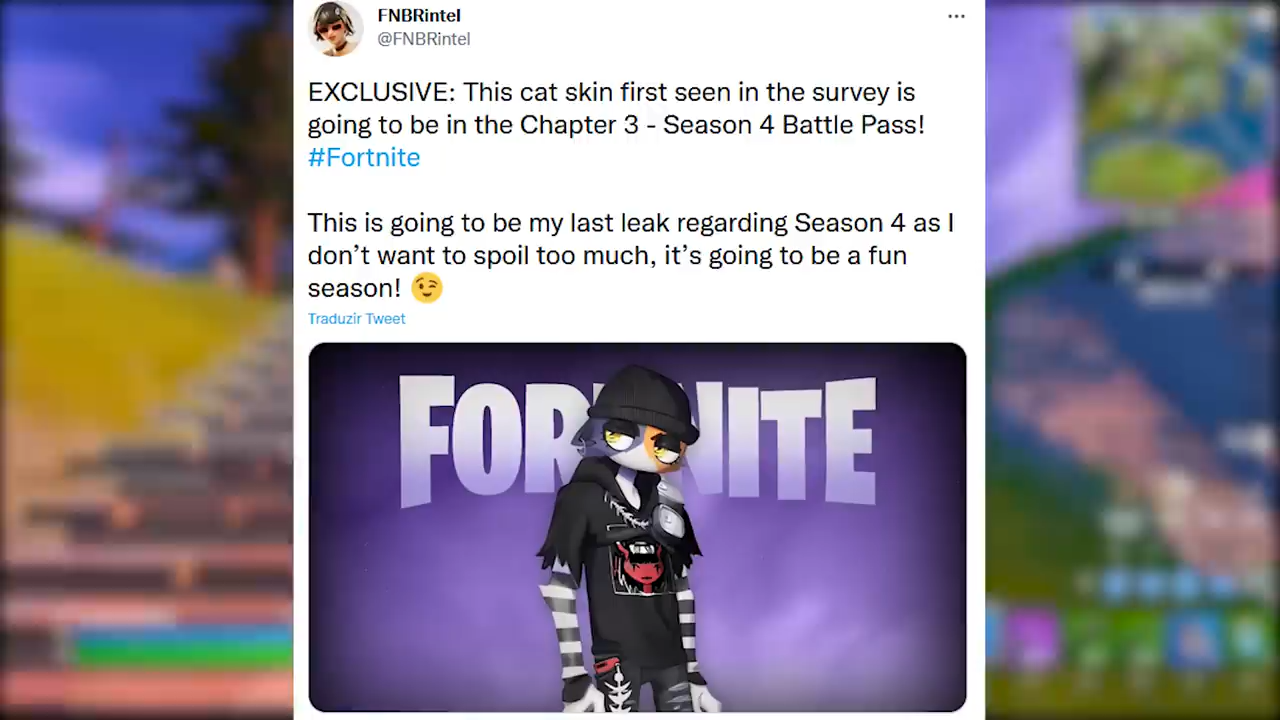 FNBRintel
@FNBRintel
EXCLUSIVE: This cat skin first seen in the survey is
going to be in the Chapter 3 - Season 4 Battle Pass!
#Fortnite
This is going to be my last leak regarding Season 4 as I
don’t want to spoil too much, it’s going to be a fun
season! 😉
Traduzir Tweet
FORTNITE